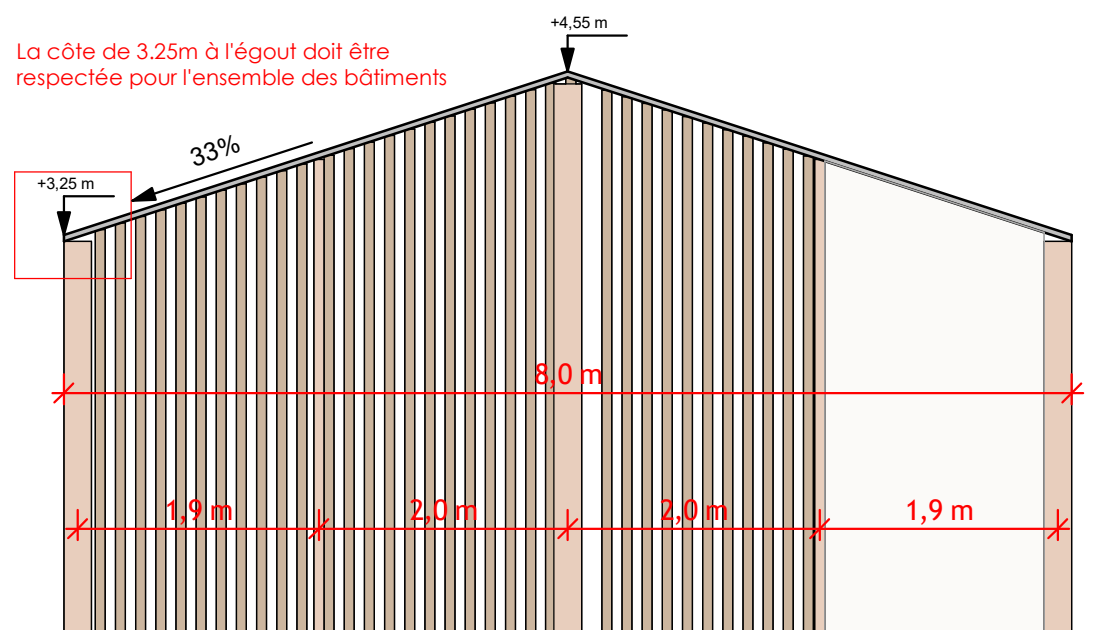 +4,55 m
La côte de 3.25m à l'égout doit être
respectée pour l'ensemble des bâtiments
33%
+3,25 m
8,0 m
1,9 m
2,0 m
2,0 m
1,9 m